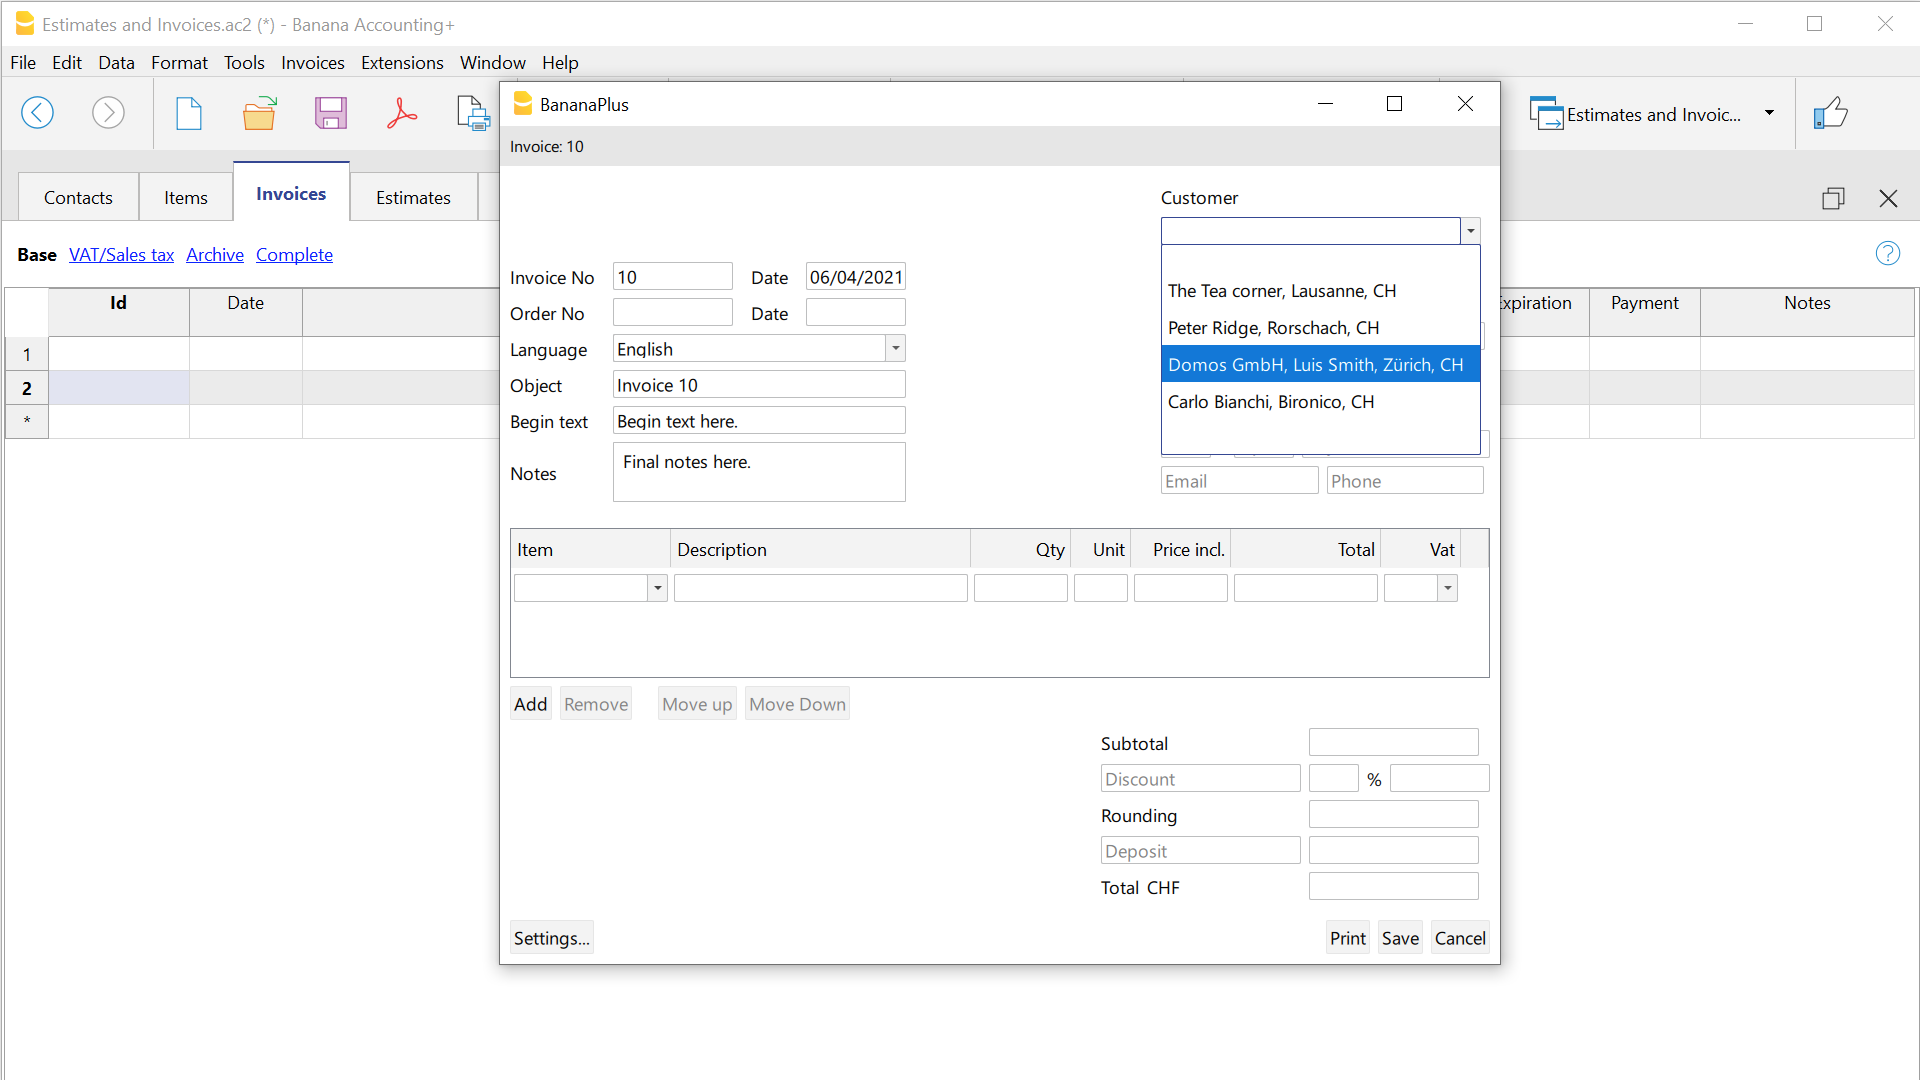 Estimates and Invoices.ac2 (*) - Banana Accounting+
File Edit Data Format Tools Invoices Extensions Window Help
Estimates and Invoic...
Contacts Items Invoices Estimates
Base VAT/Sales tax Archive Complete
Id Date Expiration Payment Notes
1
2
*
BananaPlus
Invoice: 10
Customer
The Tea corner, Lausanne, CH
Peter Ridge, Rorschach, CH
Domos GmbH, Luis Smith, Zürich, CH
Carlo Bianchi, Bironico, CH
Invoice No 10 Date 06/04/2021
Order No Date
Language English
Object Invoice 10
Begin text Begin text here.
Notes Final notes here.
Email Phone
Item Description Qty Unit Price incl. Total Vat
Add Remove Move up Move Down
Subtotal
Discount %
Rounding
Deposit
Total CHF
Settings... Print Save Cancel